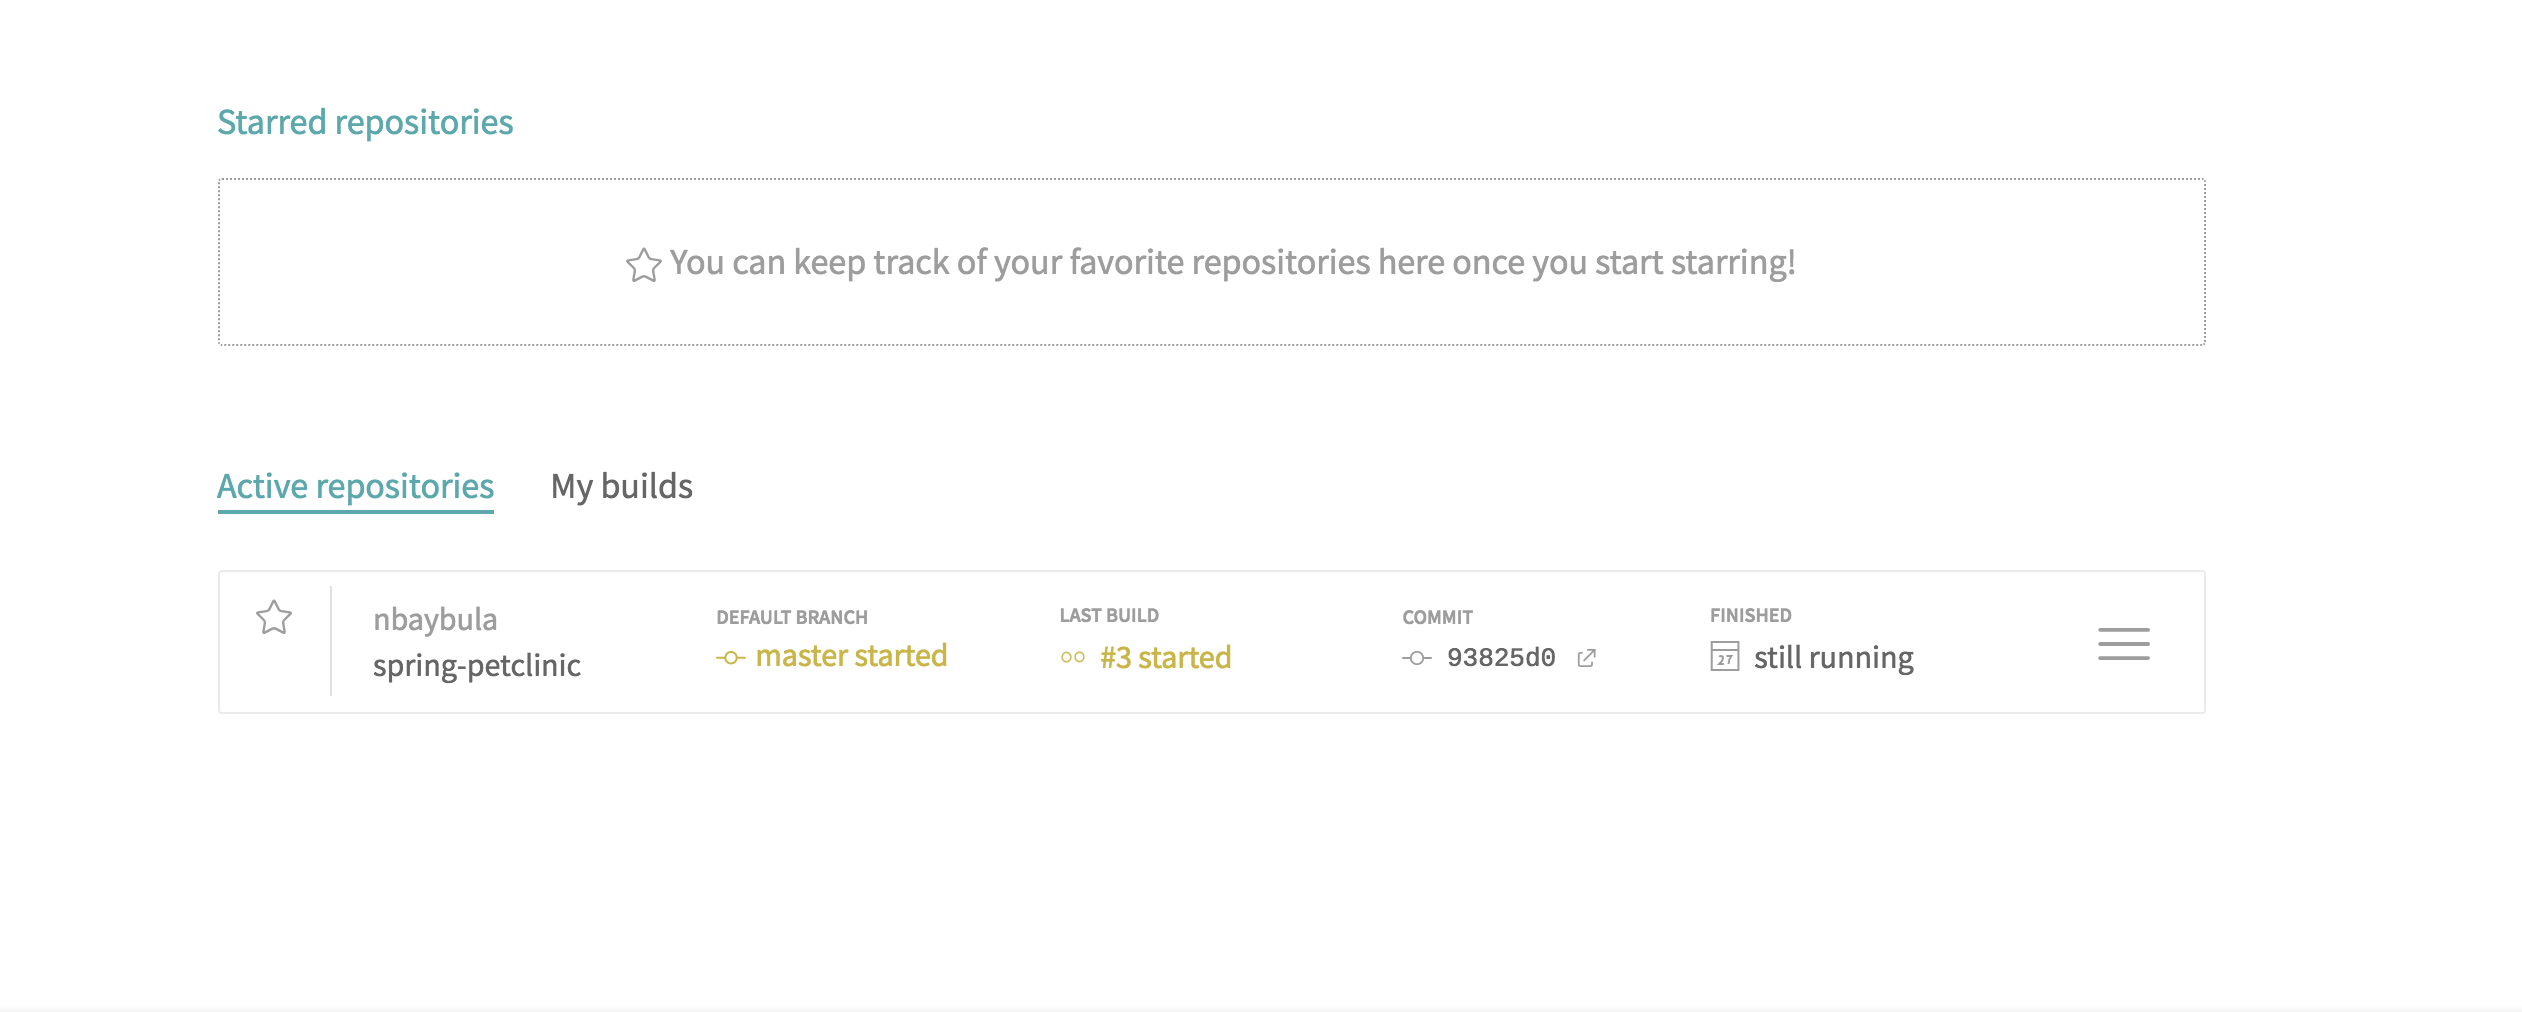 Starred repositories
You can keep track of your favorite repositories here once you start starring!
Active repositories
My builds
nbaybula
spring-petclinic
DEFAULT BRANCH
master started
LAST BUILD
#3 started
COMMIT
93825d0
FINISHED
27 still running